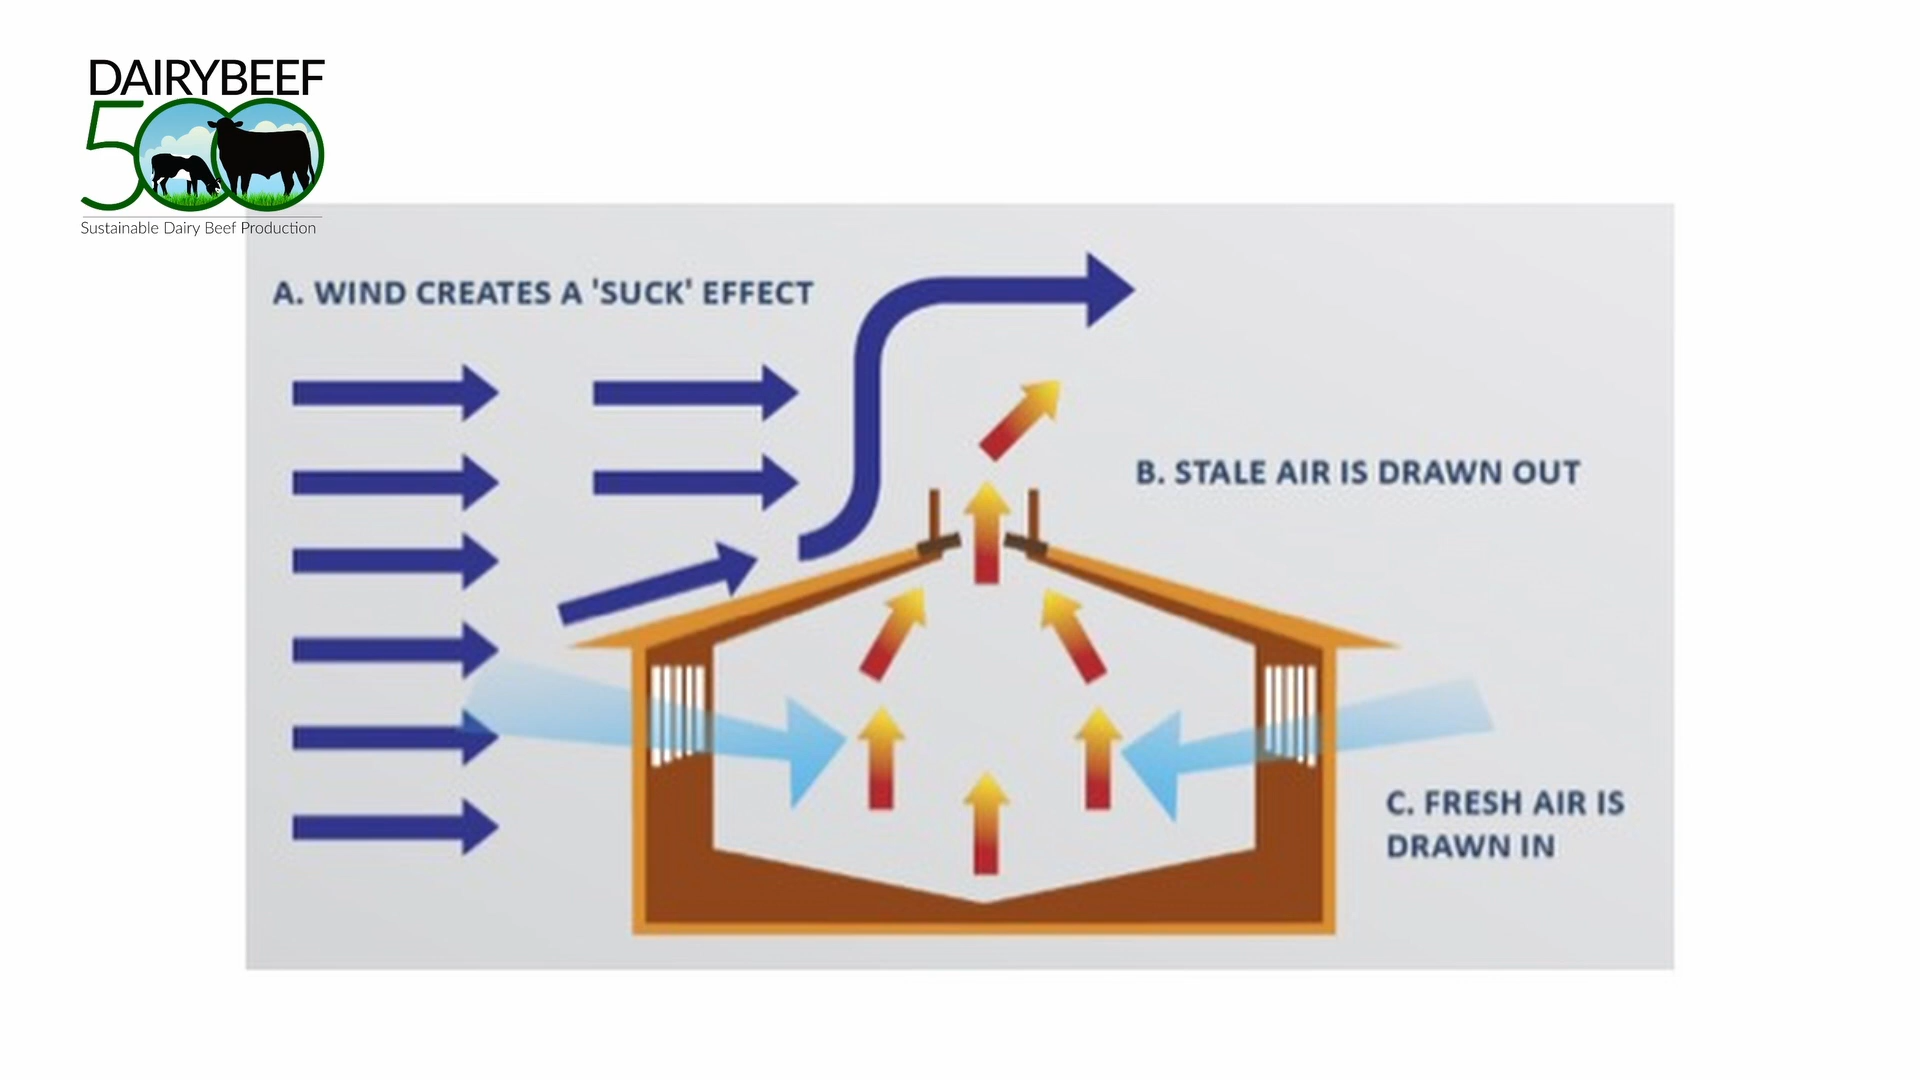 DAIRYBEEF
500
Sustainable Dairy Beef Production
A. WIND CREATES A 'SUCK' EFFECT
B. STALE AIR IS DRAWN OUT
C. FRESH AIR IS
DRAWN IN